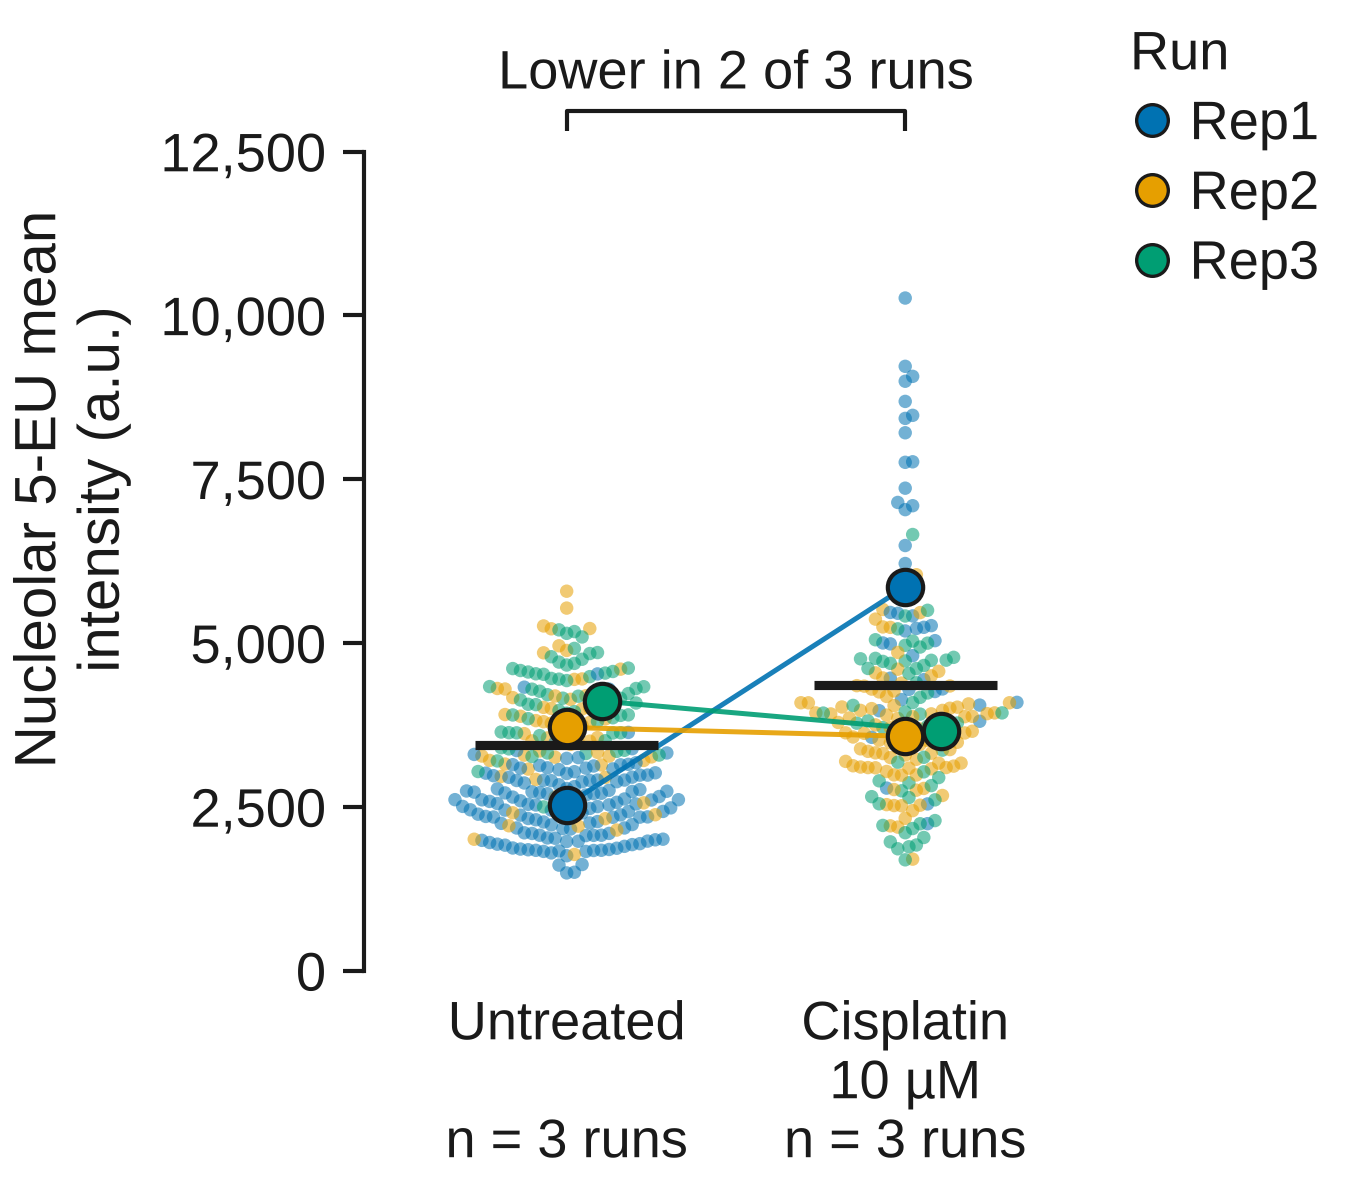 Lower in 2 of 3 runs
Run
Rep1
Rep2
Rep3
Nucleolar 5-EU mean
intensity (a.u.)
12,500
10,000
7,500
5,000
2,500
0
Untreated
Cisplatin
10 µM
n = 3 runs
n = 3 runs